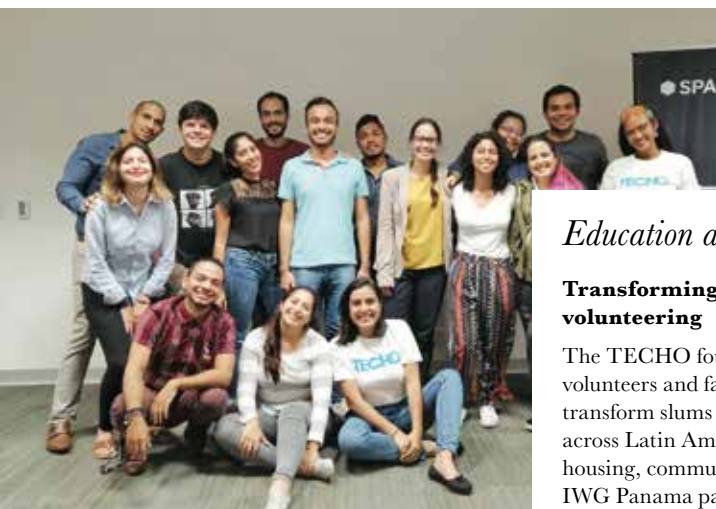 SPA
TECHO
TECHO
Education a
Transforming
volunteering
The TECHO fou
volunteers and fa
transform slums
across Latin Am
housing, commu
IWG Panama pa